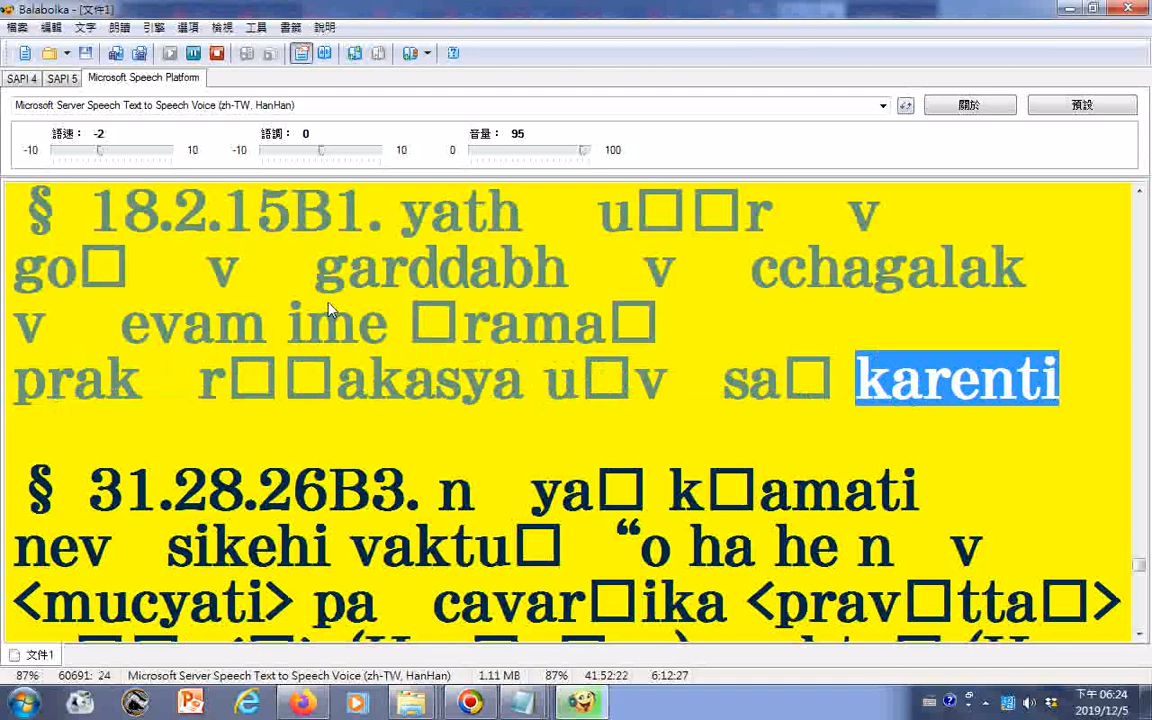 Balabolka - [文件1]
檔案 編輯 文字 朗讀 引擎 選項 檢視 工具 書籤 說明
SAPI 4 SAPI 5 Microsoft Speech Platform
Microsoft Server Speech Text to Speech Voice (zh-TW, HanHan) 關於 預設
語速： -2 語調： 0 音量： 95
-10 10 -10 10 0 100
§ 18.2.15B1. yath u□□r v
go□ v garddabh v cchagalak
v evam ime □rama□
prak r□□akasya u□v sa□ karenti
§ 31.28.26B3. n ya□ k□amati
nev sikehi vaktu□ “o ha he n v
<mucyati> pa cavar□ika <prav□tta□>
文件1
87% 60691: 24 Microsoft Server Speech Text to Speech Voice (zh-TW, HanHan) 1.11 MB 87% 41:52:22 6:12:27
下午 06:24
2019/12/5